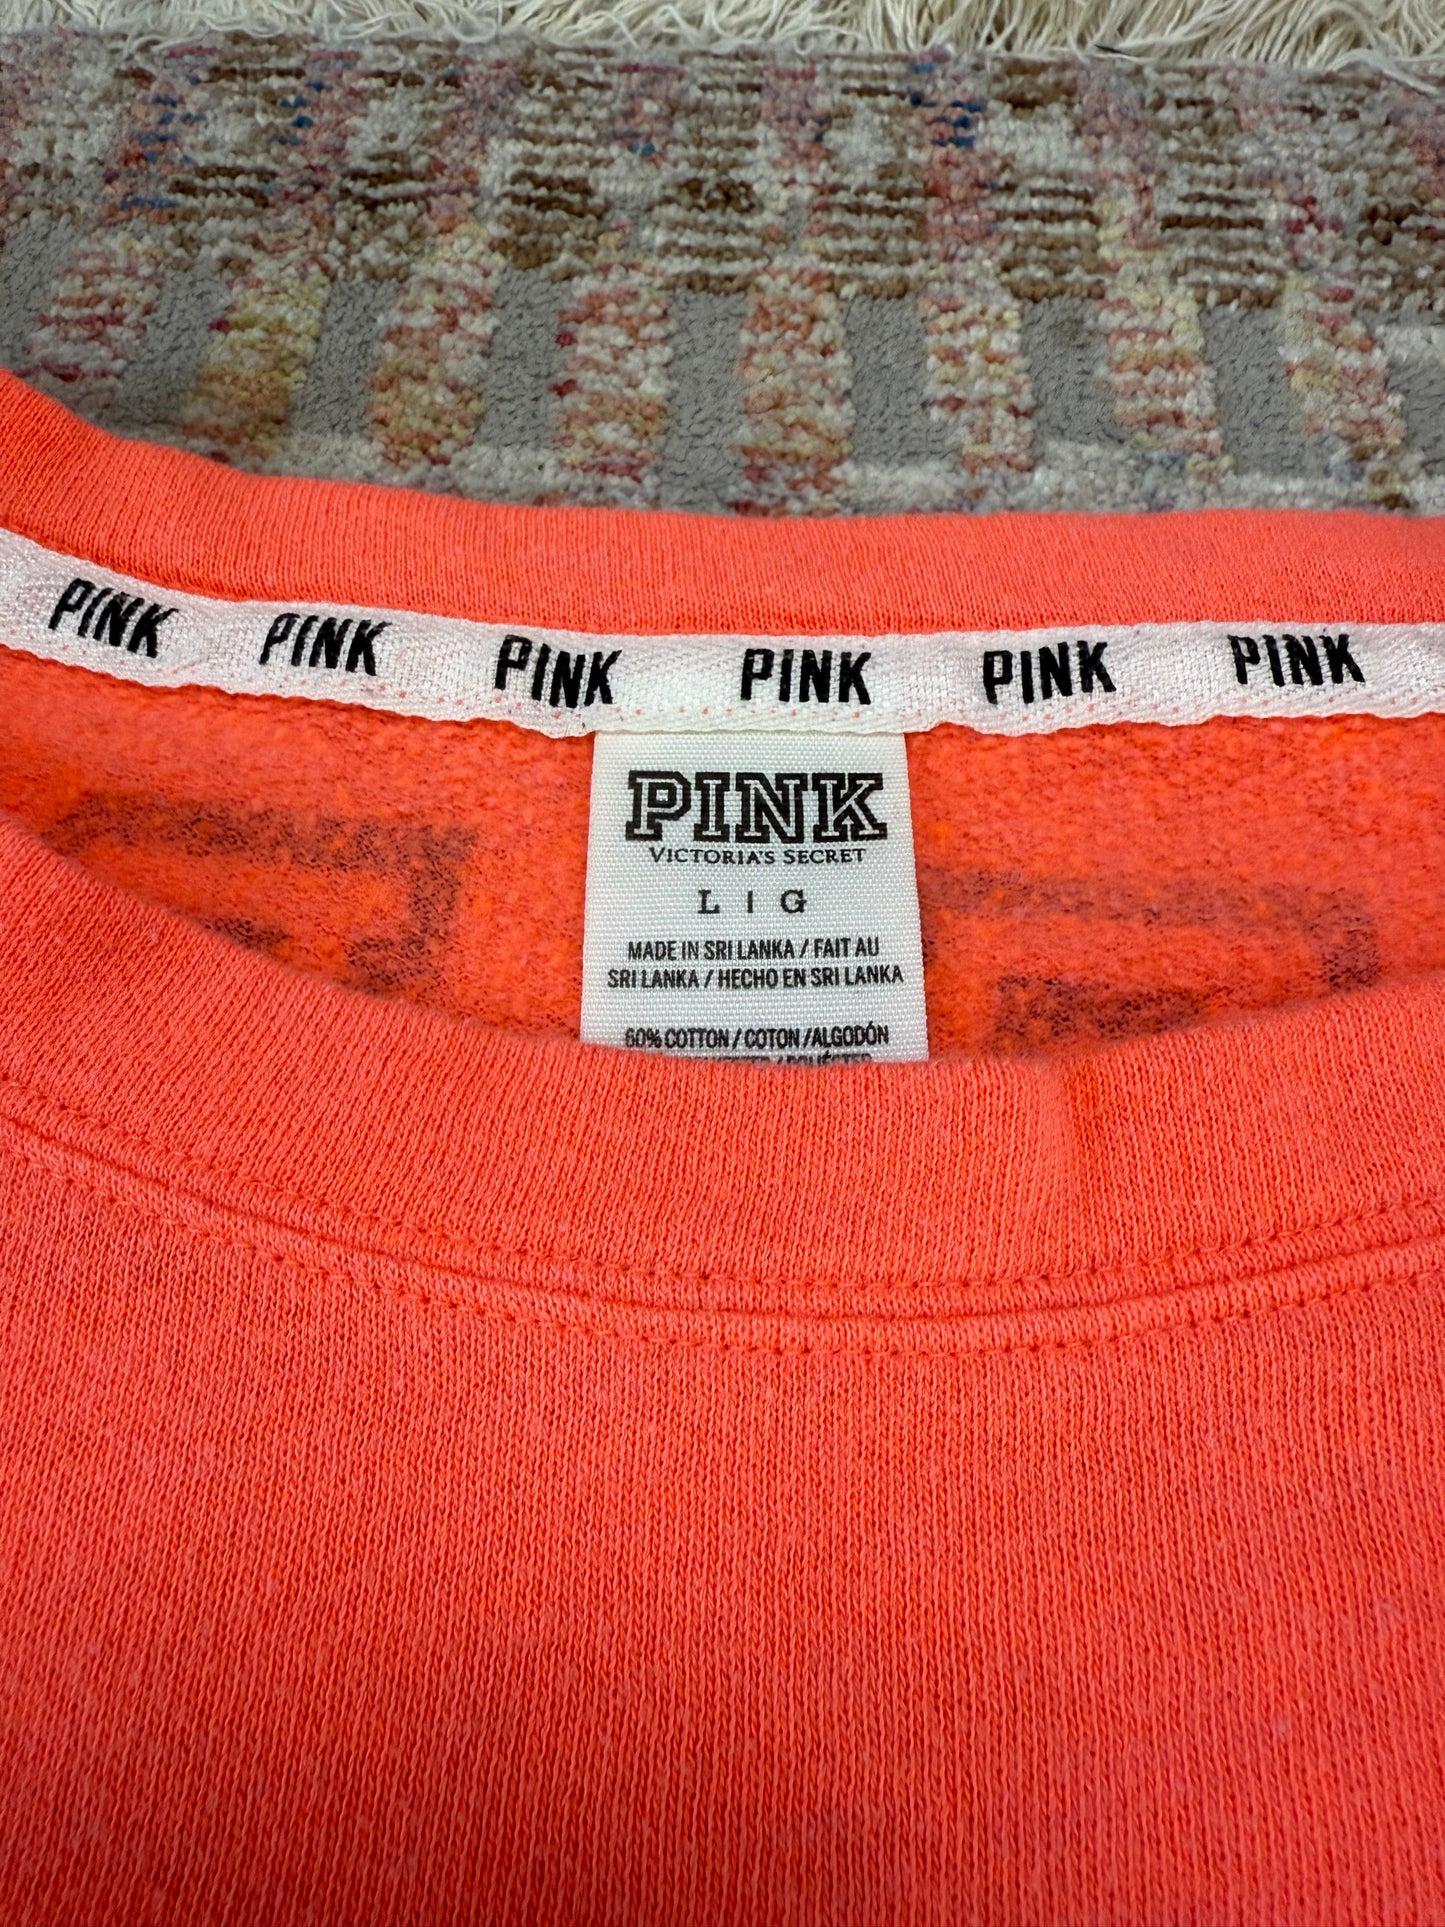 PINK PINK PINK PINK PINK PINK
PINK
VICTORIA'S SECRET
L | G
MADE IN SRI LANKA / FAIT AU
SRI LANKA / HECHO EN SRI LANKA
60% COTTON / COTON / ALGODÓN